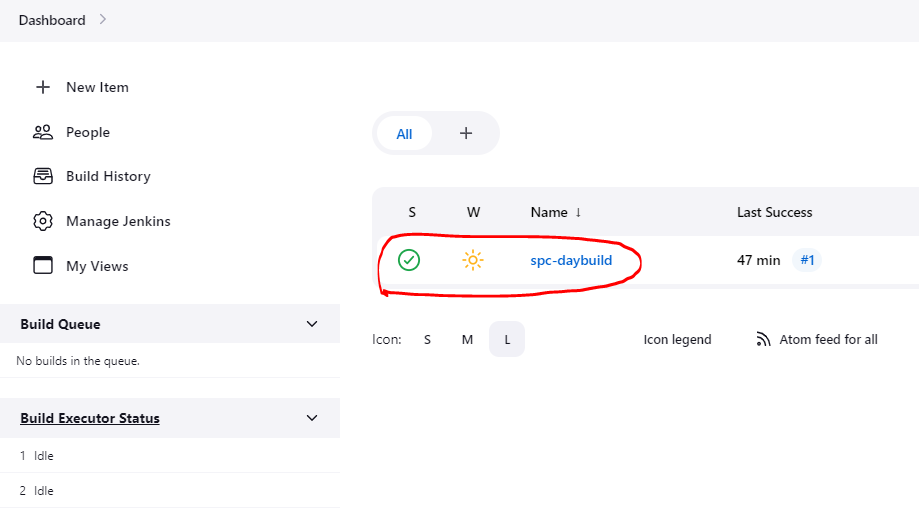 Dashboard
New Item
People
Build History
Manage Jenkins
My Views
Build Queue
No builds in the queue.
Build Executor Status
1 Idle
2 Idle
All +
S W Name ↓ Last Success
spc-daybuild 47 min #1
Icon: S M L Icon legend Atom feed for all